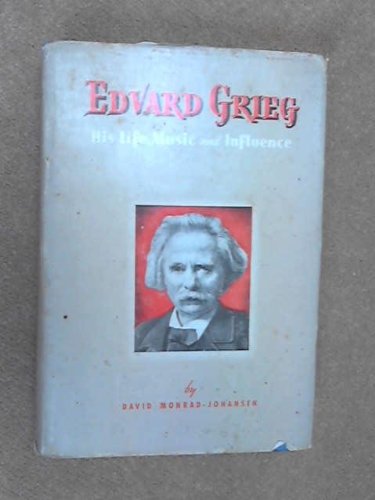 EDVARD GRIEG
His Life, Music and Influence
by
DAVID MONRAD-JOHANSEN